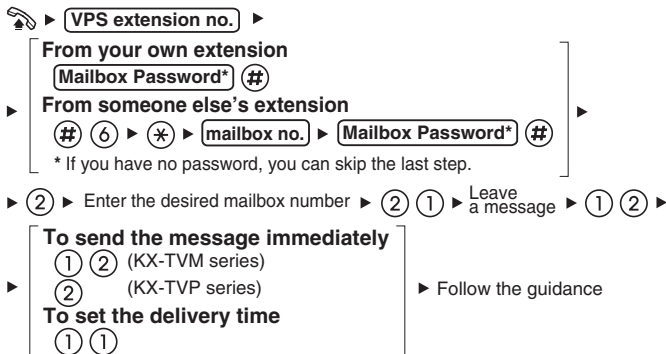 ▶ VPS extension no. ▶
From your own extension
Mailbox Password* #
From someone else's extension
▶ # 6 ▶ * ▶ mailbox no. ▶ Mailbox Password* # ▶
* If you have no password, you can skip the last step.
▶ 2 ▶ Enter the desired mailbox number ▶ 2 1 ▶ Leave a message ▶ 1 2 ▶
To send the message immediately
1 2 (KX-TVM series)
▶ 2 (KX-TVP series) ▶ Follow the guidance
To set the delivery time
1 1